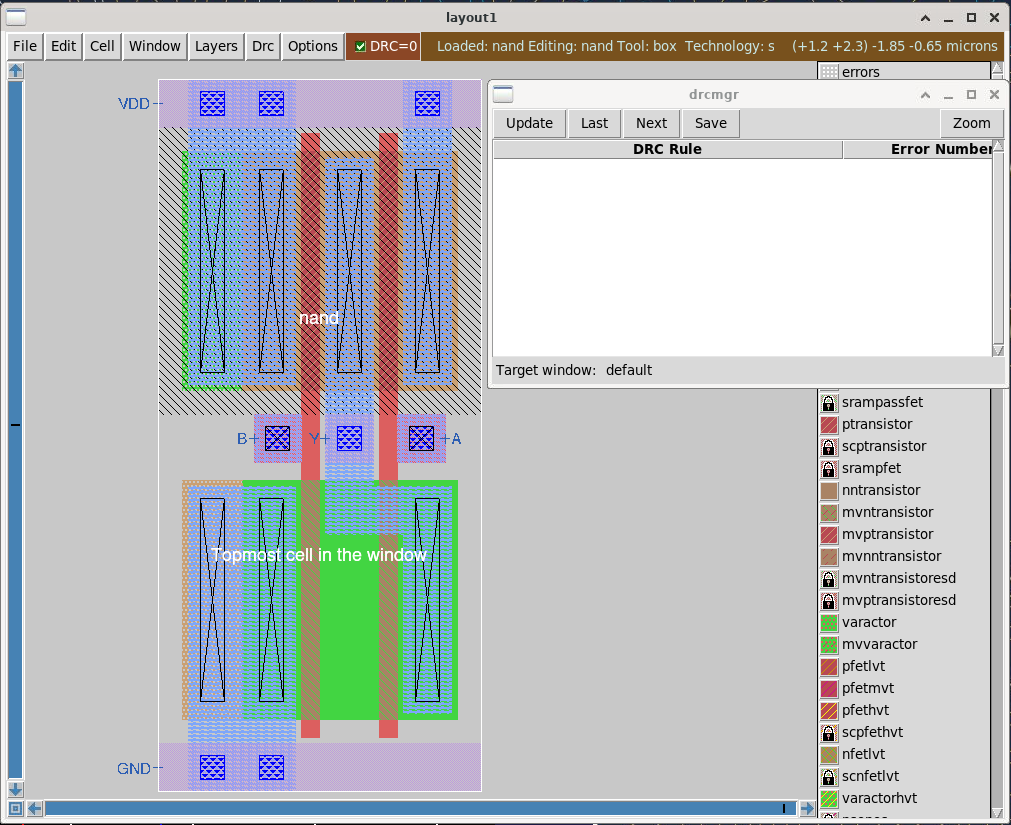 layout1
File Edit Cell Window Layers Drc Options DRC=0 Loaded: nand Editing: nand Tool: box Technology: s (+1.2 +2.3) -1.85 -0.65 microns
errors
drcmgr
Update Last Next Save Zoom
DRC Rule Error Number
Target window: default
VDD
nand
B Y A
Topmost cell in the window
GND
srampassfet
ptransistor
scptransistor
srampfet
nntransistor
mvntransistor
mvptransistor
mvnntransistor
mvntransistoresd
mvptransistoresd
varactor
mvvaractor
pfetlvt
pfetmvt
pfethvt
scpfethvt
nfetlvt
scnfetlvt
varactorhvt